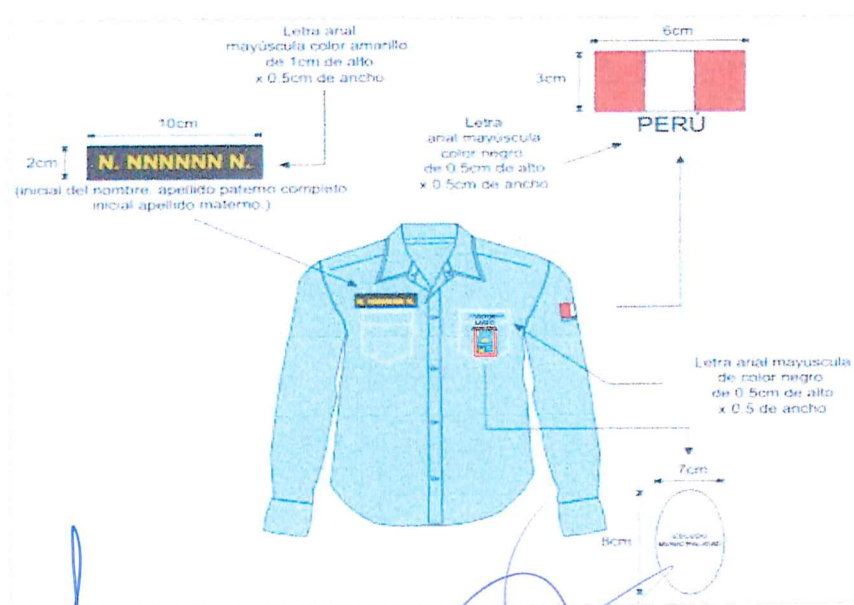 Letra arial
mayúscula color amarillo
de 1cm de alto
x 0.5cm de ancho
6cm
3cm
PERÚ
10cm
2cm
N. NNNNNN N.
(inicial del nombre, apellido paterno completo
inicial apellido materno.)
Letra
arial mayúscula
color negro
de 0.5cm de alto
x 0.5cm de ancho
N. NNNNNN N.
Letra arial mayuscula
de color negro
de 0.5cm de alto
x 0.5 de ancho
7cm
8cm
ESCUDO
MUNICIPALIDAD